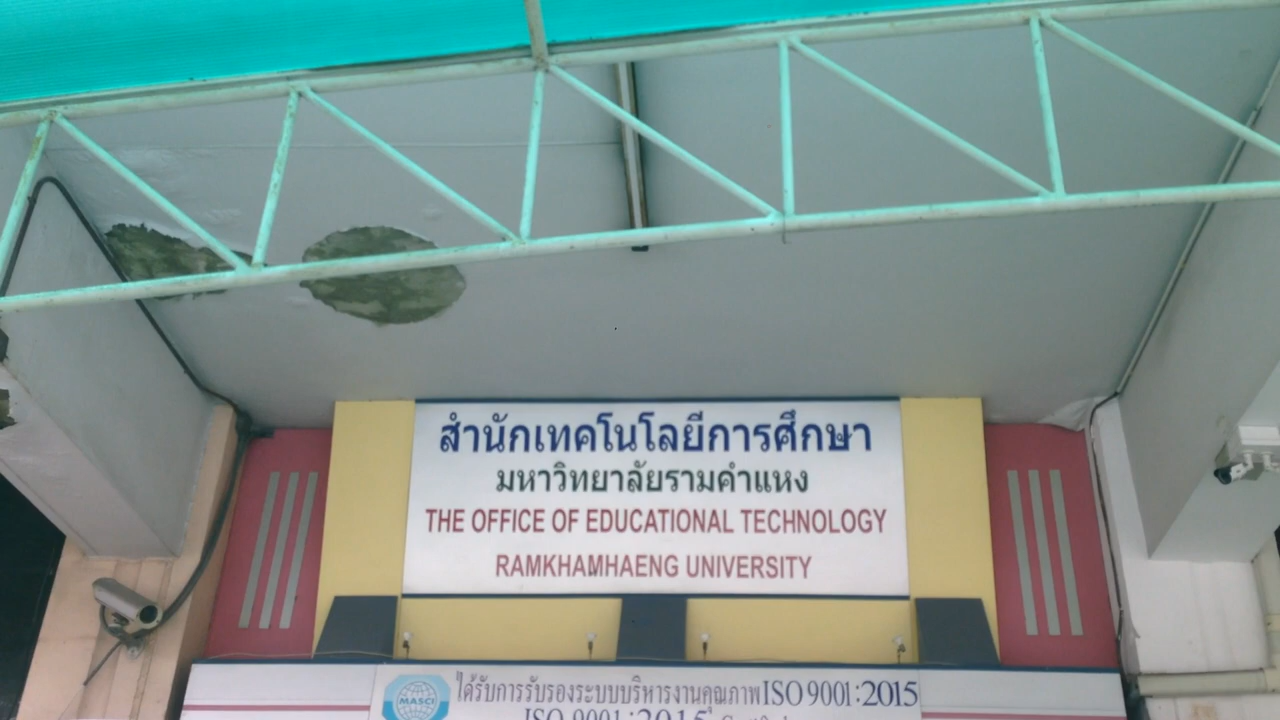 สำนักเทคโนโลยีการศึกษา
มหาวิทยาลัยรามคำแหง
THE OFFICE OF EDUCATIONAL TECHNOLOGY
RAMKHAMHAENG UNIVERSITY
ได้รับการรับรองระบบบริหารงานคุณภาพ ISO 9001:2015
MASCI
ISO 9001:2015